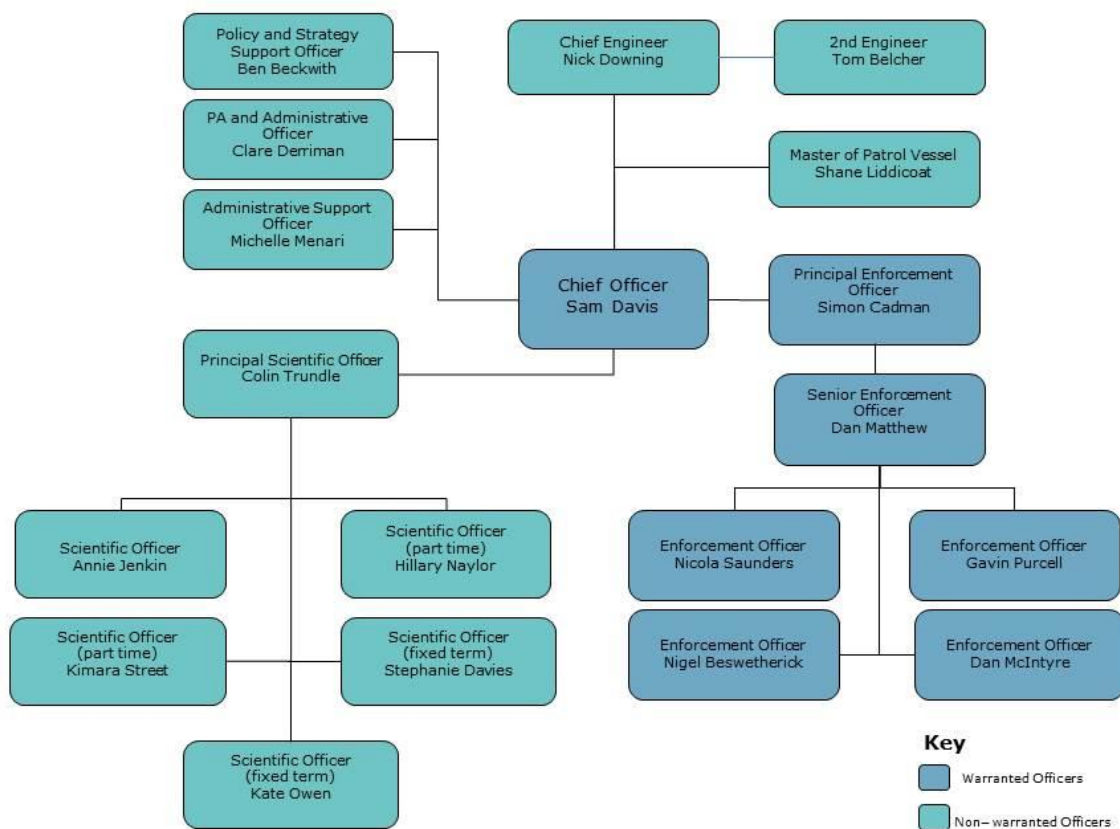 Policy and Strategy
Support Officer
Ben Beckwith
Chief Engineer
Nick Downing
2nd Engineer
Tom Belcher
PA and Administrative
Officer
Clare Derriman
Master of Patrol Vessel
Shane Liddicoat
Administrative Support
Officer
Michelle Menari
Chief Officer
Sam Davis
Principal Enforcement
Officer
Simon Cadman
Principal Scientific Officer
Colin Trundle
Senior Enforcement
Officer
Dan Matthew
Scientific Officer
Annie Jenkin
Scientific Officer
(part time)
Hillary Naylor
Enforcement Officer
Nicola Saunders
Enforcement Officer
Gavin Purcell
Scientific Officer
(part time)
Kimara Street
Scientific Officer
(fixed term)
Stephanie Davies
Enforcement Officer
Nigel Beswetherick
Enforcement Officer
Dan McIntyre
Scientific Officer
(fixed term)
Kate Owen
Key
Warranted Officers
Non– warranted Officers